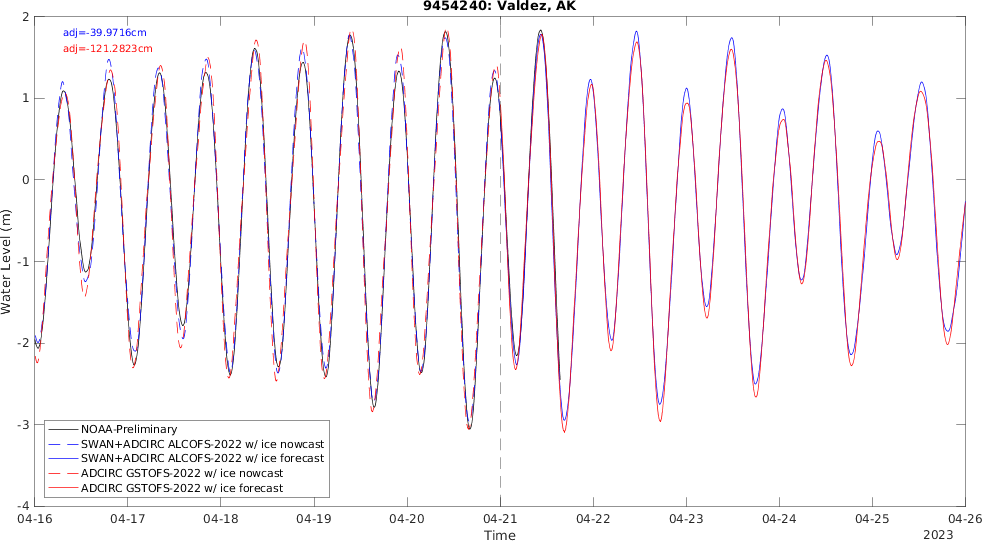 9454240: Valdez, AK
adj=-39.9716cm
adj=-121.2823cm
2
1
0
-1
-2
-3
-4
Water Level (m)
NOAA-Preliminary
SWAN+ADCIRC ALCOFS-2022 w/ ice nowcast
SWAN+ADCIRC ALCOFS-2022 w/ ice forecast
ADCIRC GSTOFS-2022 w/ ice nowcast
ADCIRC GSTOFS-2022 w/ ice forecast
04-16 04-17 04-18 04-19 04-20 04-21 04-22 04-23 04-24 04-25 04-26
Time
2023